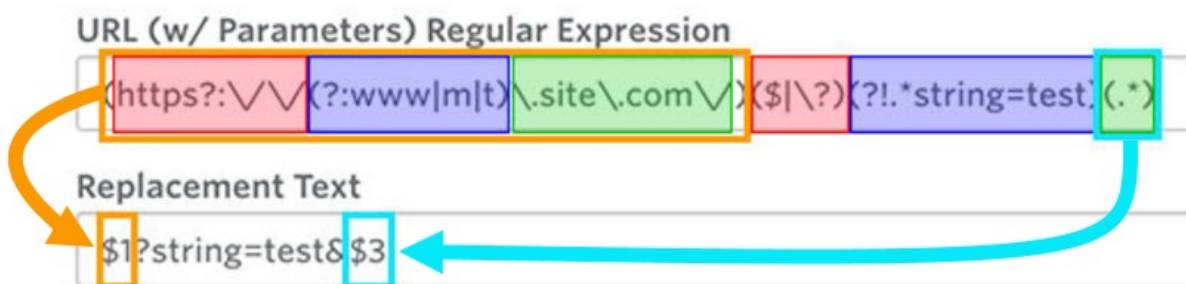 URL (w/ Parameters) Regular Expression
(https?:\/\/(?:www|m|t)\.site\.com\/)($|\?)(?!.*string=test)(.*)
Replacement Text
$1?string=test&$3